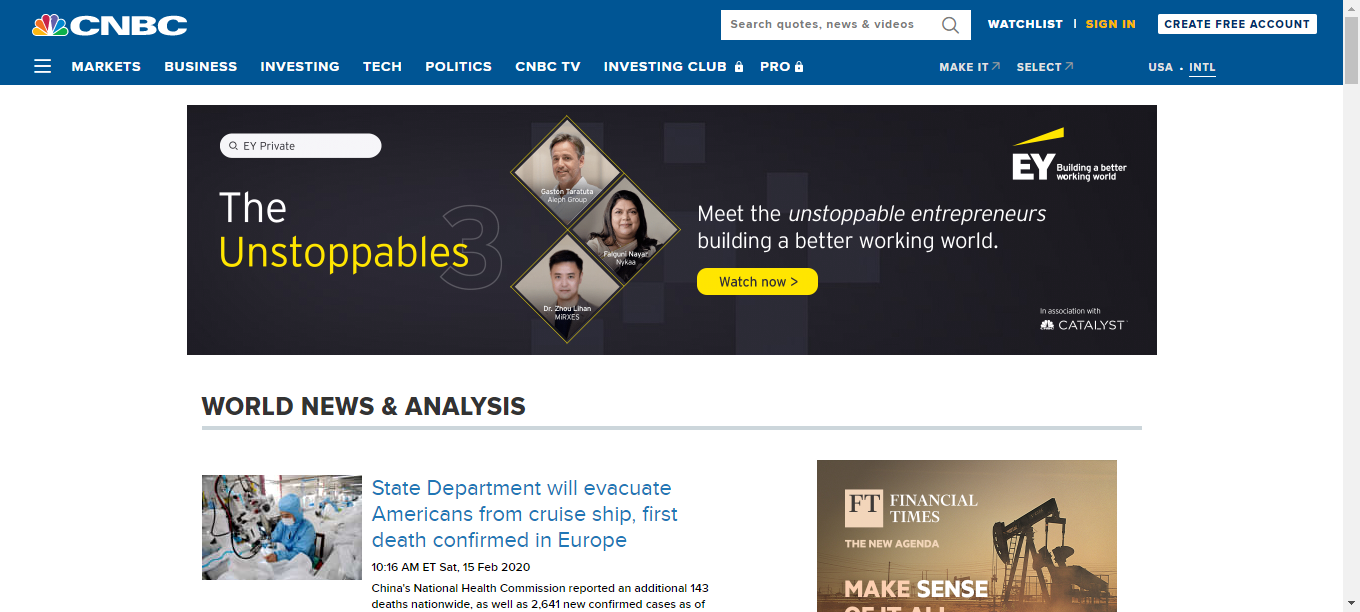 CNBC
Search quotes, news & videos
WATCHLIST | SIGN IN
CREATE FREE ACCOUNT
MARKETS BUSINESS INVESTING TECH POLITICS CNBC TV INVESTING CLUB PRO
MAKE IT SELECT
USA • INTL
EY Private
The
Unstoppables
3
Gaston Taratuta
Aleph Group
Falguni Nayar
Nykaa
Dr. Zhou Lihan
MiRXES
Meet the unstoppable entrepreneurs
building a better working world.
Watch now >
EY Building a better
working world
In association with
CATALYST
WORLD NEWS & ANALYSIS
State Department will evacuate
Americans from cruise ship, first
death confirmed in Europe
10:16 AM ET Sat, 15 Feb 2020
China's National Health Commission reported an additional 143
deaths nationwide, as well as 2,641 new confirmed cases as of
FT FINANCIAL
TIMES
THE NEW AGENDA
MAKE SENSE
OF IT ALL